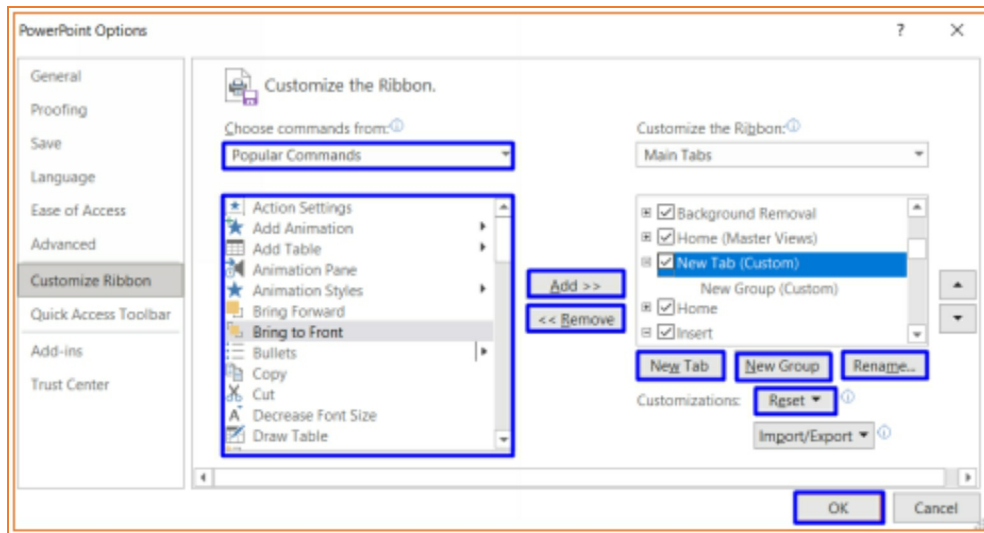 PowerPoint Options
?
General
Proofing
Save
Language
Ease of Access
Advanced
Customize Ribbon
Quick Access Toolbar
Add-ins
Trust Center
Customize the Ribbon.
Choose commands from:
Popular Commands
Action Settings
Add Animation
Add Table
Animation Pane
Animation Styles
Bring Forward
Bring to Front
Bullets
Copy
Cut
Decrease Font Size
Draw Table
Add >>
<< Remove
Customize the Ribbon:
Main Tabs
Background Removal
Home (Master Views)
New Tab (Custom)
New Group (Custom)
Home
Insert
New Tab New Group Rename...
Customizations: Reset
Import/Export
OK Cancel